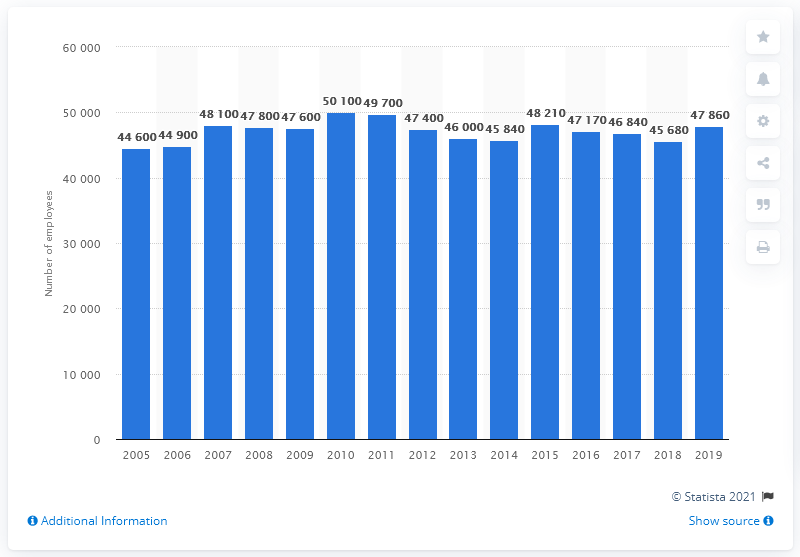 60 000
50 000
40 000
30 000
20 000
10 000
0
Number of employees
44 600 44 900 48 100 47 800 47 600 50 100 49 700 47 400 46 000 45 840 48 210 47 170 46 840 45 680 47 860
2005 2006 2007 2008 2009 2010 2011 2012 2013 2014 2015 2016 2017 2018 2019
© Statista 2021
Additional Information
Show source